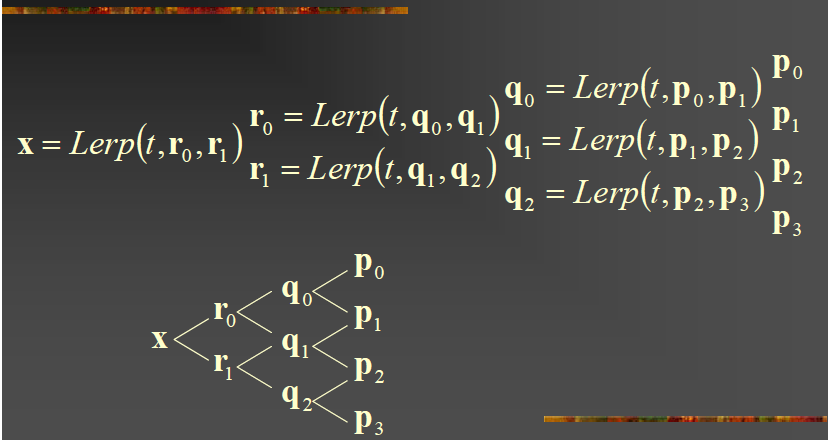 x = Lerp(t,r₀,r₁)
r₀ = Lerp(t,q₀,q₁)
r₁ = Lerp(t,q₁,q₂)
q₀ = Lerp(t,p₀,p₁)
q₁ = Lerp(t,p₁,p₂)
q₂ = Lerp(t,p₂,p₃)
p₀
p₁
p₂
p₃
x
r₀
r₁
q₀
q₁
q₂
p₀
p₁
p₂
p₃